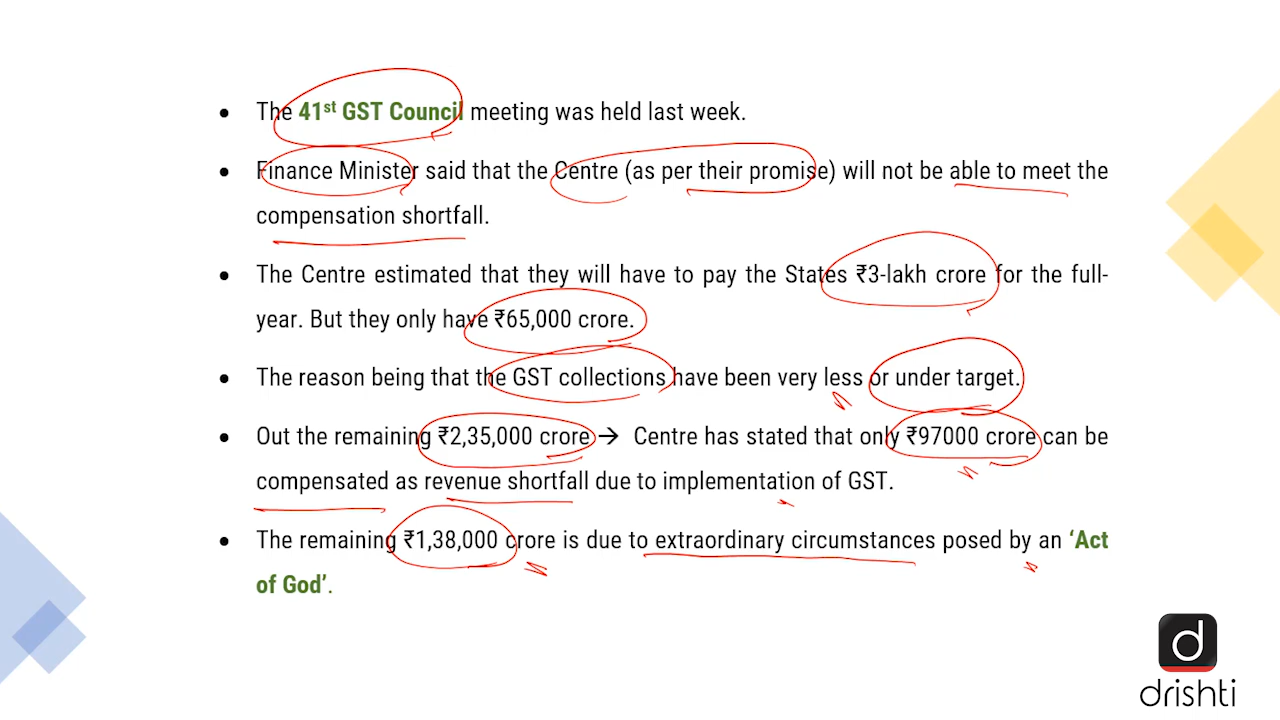 • The 41st GST Council meeting was held last week.
• Finance Minister said that the Centre (as per their promise) will not be able to meet the
compensation shortfall.
• The Centre estimated that they will have to pay the States ₹3-lakh crore for the full-
year. But they only have ₹65,000 crore.
• The reason being that the GST collections have been very less or under target.
• Out the remaining ₹2,35,000 crore → Centre has stated that only ₹97000 crore can be
compensated as revenue shortfall due to implementation of GST.
• The remaining ₹1,38,000 crore is due to extraordinary circumstances posed by an ‘Act
of God’.
d
drishti